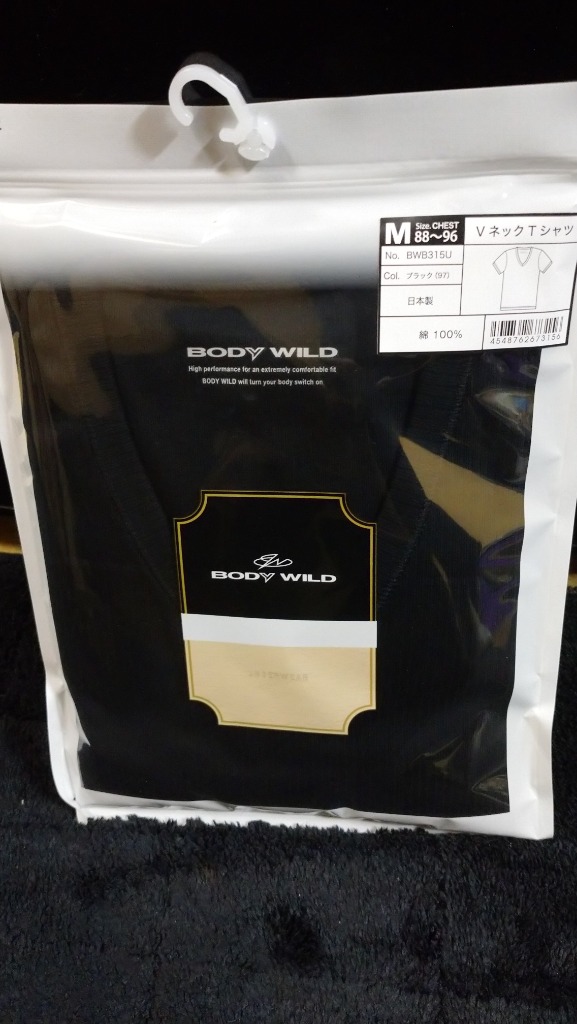 M Size.CHEST 88〜96
VネックTシャツ
No. BWB315U
Col. ブラック(97)
日本製
綿 100%
4548762673156
BODY WILD
High performance for an extremely comfortable fit
BODY WILD will turn your body switch on
BODY WILD